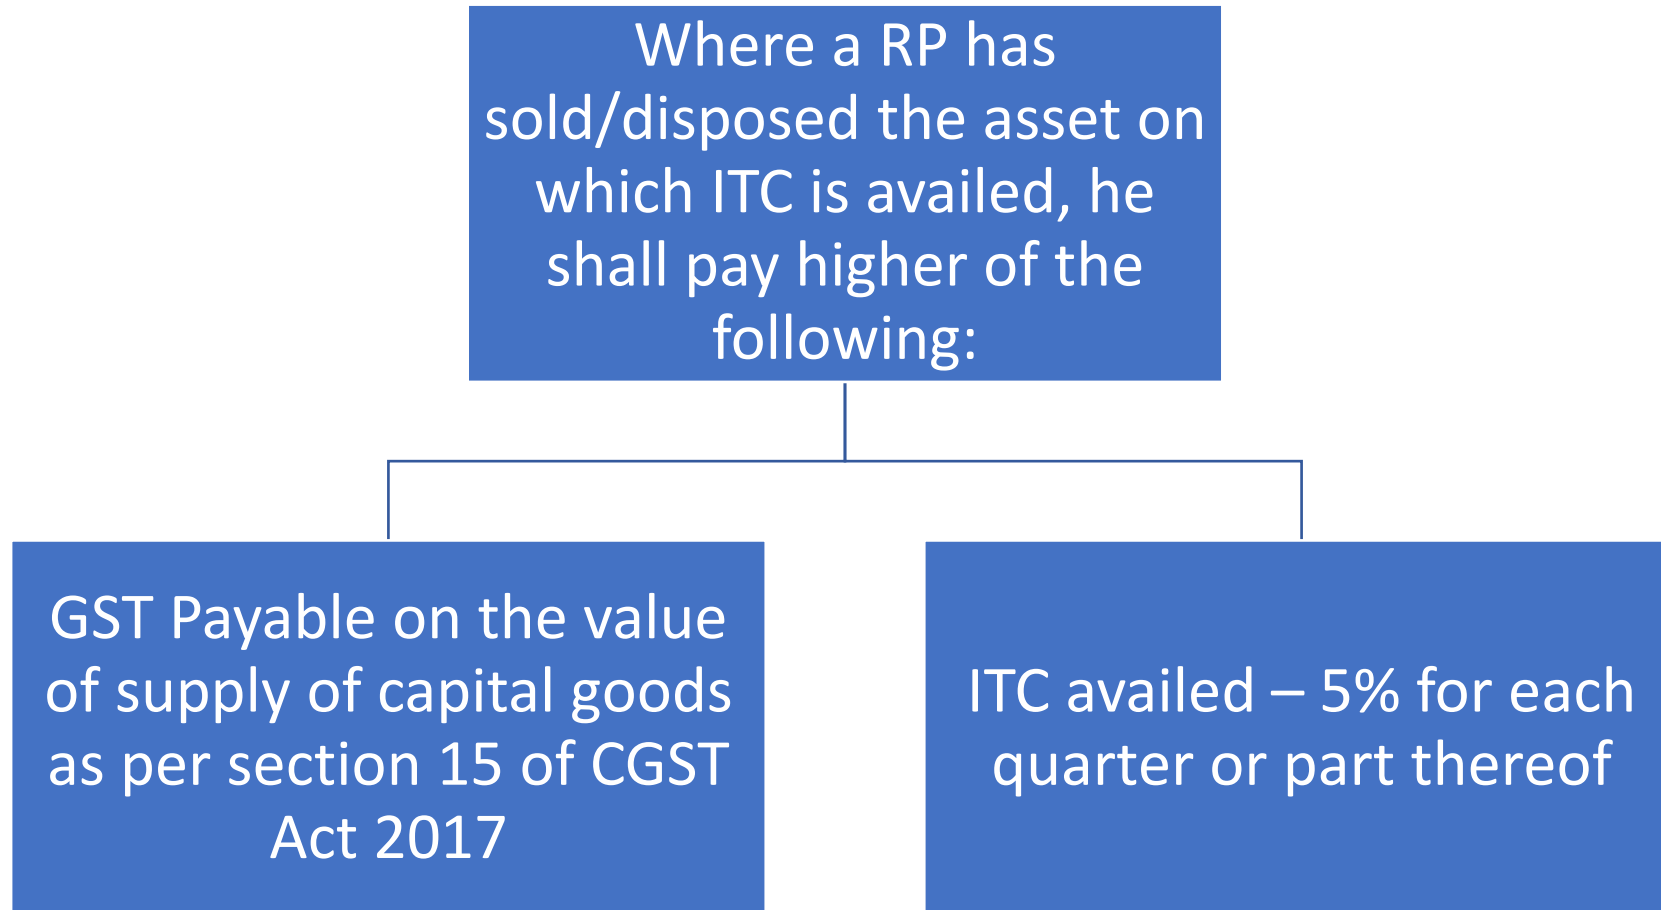 Where a RP has
sold/disposed the asset on
which ITC is availed, he
shall pay higher of the
following:
GST Payable on the value
of supply of capital goods
as per section 15 of CGST
Act 2017
ITC availed – 5% for each
quarter or part thereof